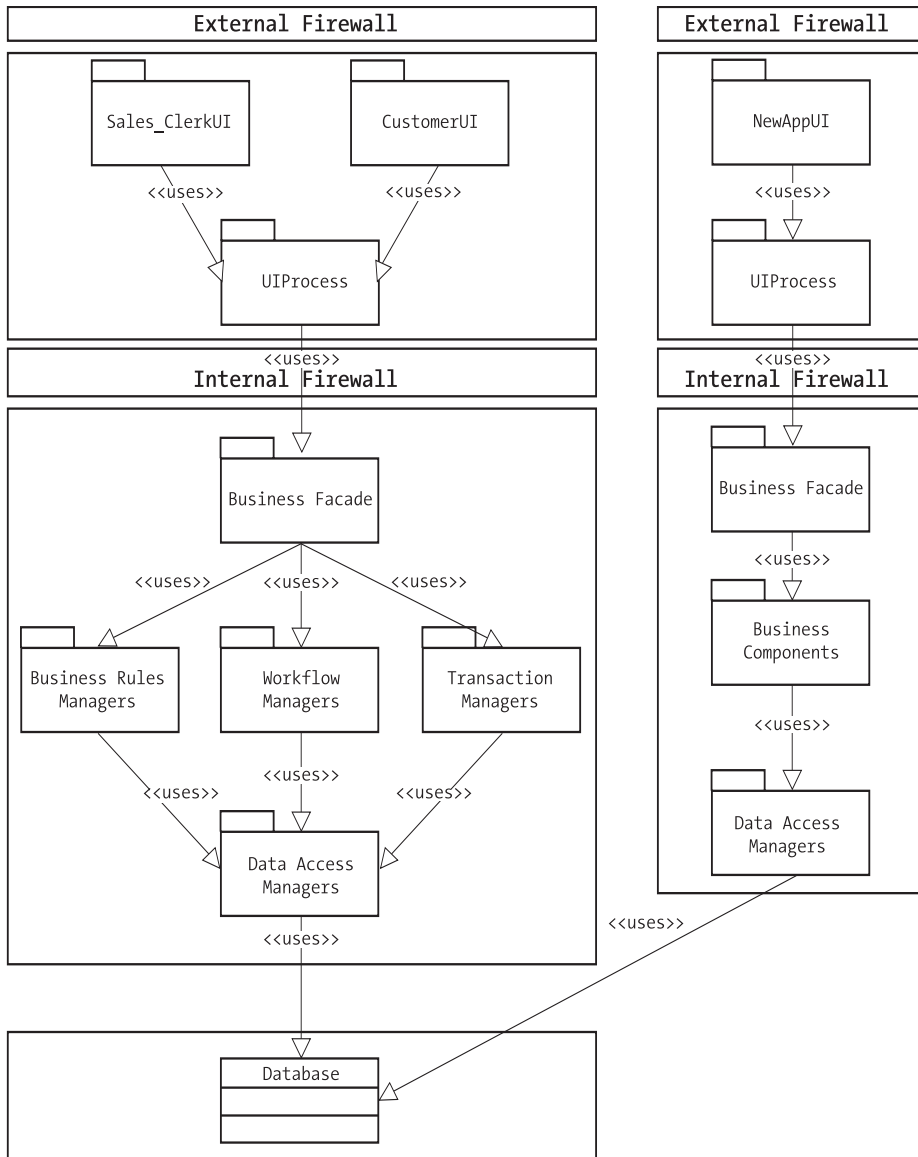 External Firewall
External Firewall
Sales_ClerkUI
CustomerUI
NewAppUI
<<uses>>
<<uses>>
<<uses>>
UIProcess
UIProcess
<<uses>>
<<uses>>
Internal Firewall
Internal Firewall
Business Facade
Business Facade
<<uses>>
<<uses>>
<<uses>>
<<uses>>
Business Rules
Managers
Workflow
Managers
Transaction
Managers
Business
Components
<<uses>>
<<uses>>
<<uses>>
<<uses>>
Data Access
Managers
Data Access
Managers
<<uses>>
<<uses>>
Database